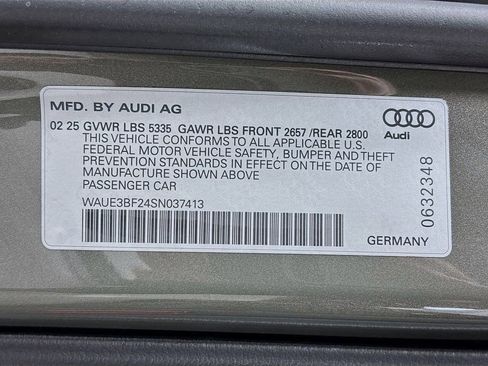 MFD. BY AUDI AG
02 25 GVWR LBS 5335 GAWR LBS FRONT 2657 /REAR 2800
THIS VEHICLE CONFORMS TO ALL APPLICABLE U.S.
FEDERAL MOTOR VEHICLE SAFETY, BUMPER AND THEFT
PREVENTION STANDARDS IN EFFECT ON THE DATE OF
MANUFACTURE SHOWN ABOVE
PASSENGER CAR
WAUE3BF24SN037413
Audi
0632348
GERMANY